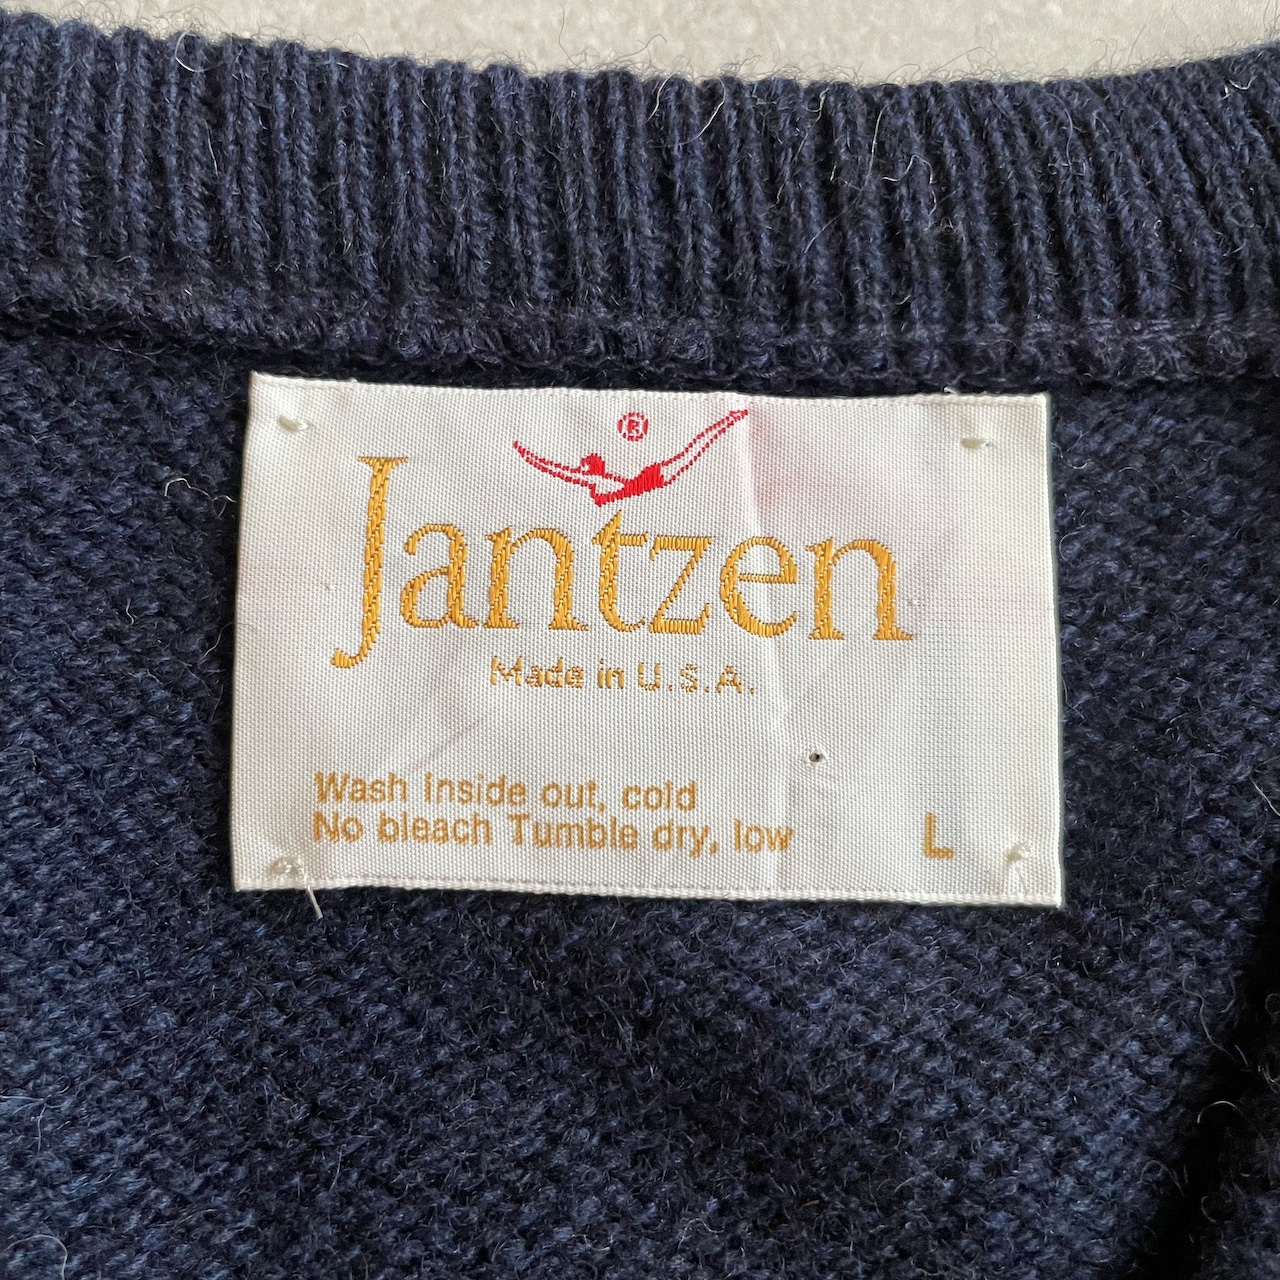 ®
Jantzen
Made in U.S.A.
Wash Inside out, cold
No bleach Tumble dry, low L